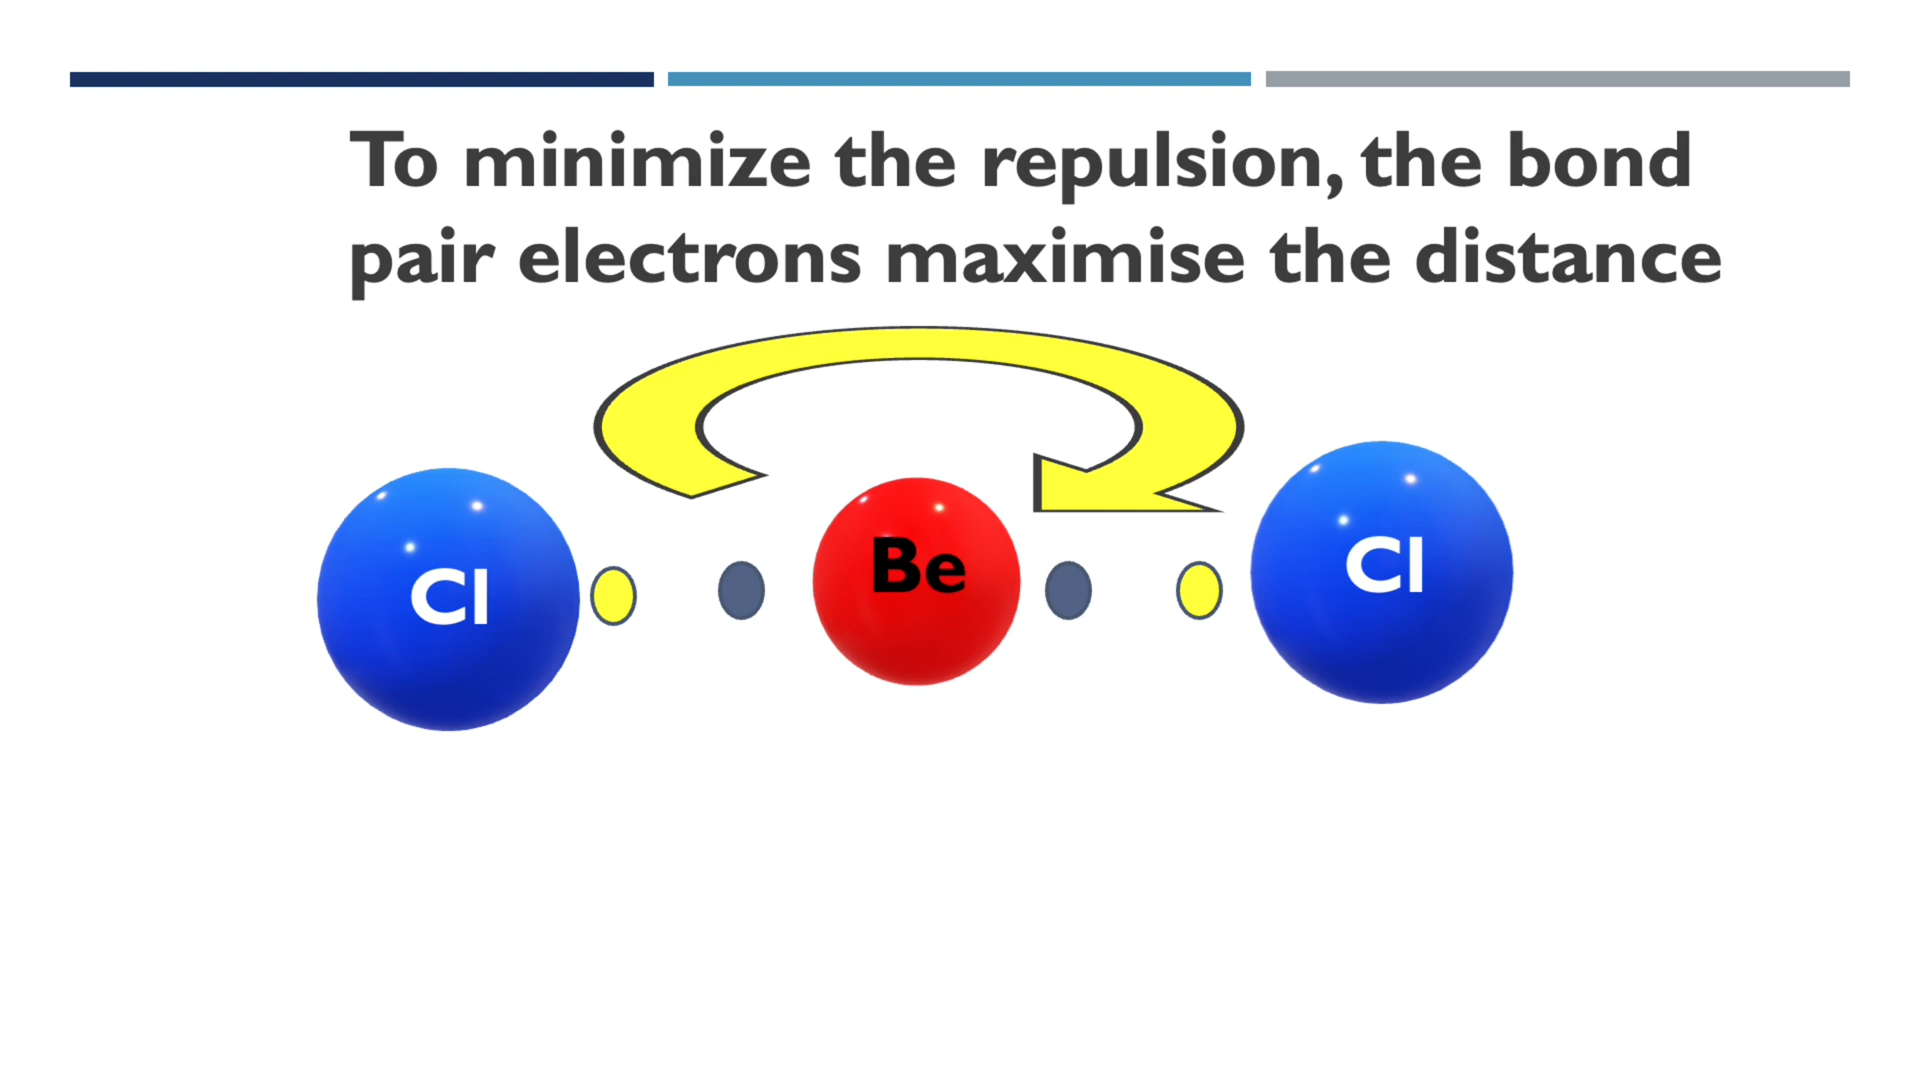 To minimize the repulsion, the bond
pair electrons maximise the distance
Cl
Be
Cl